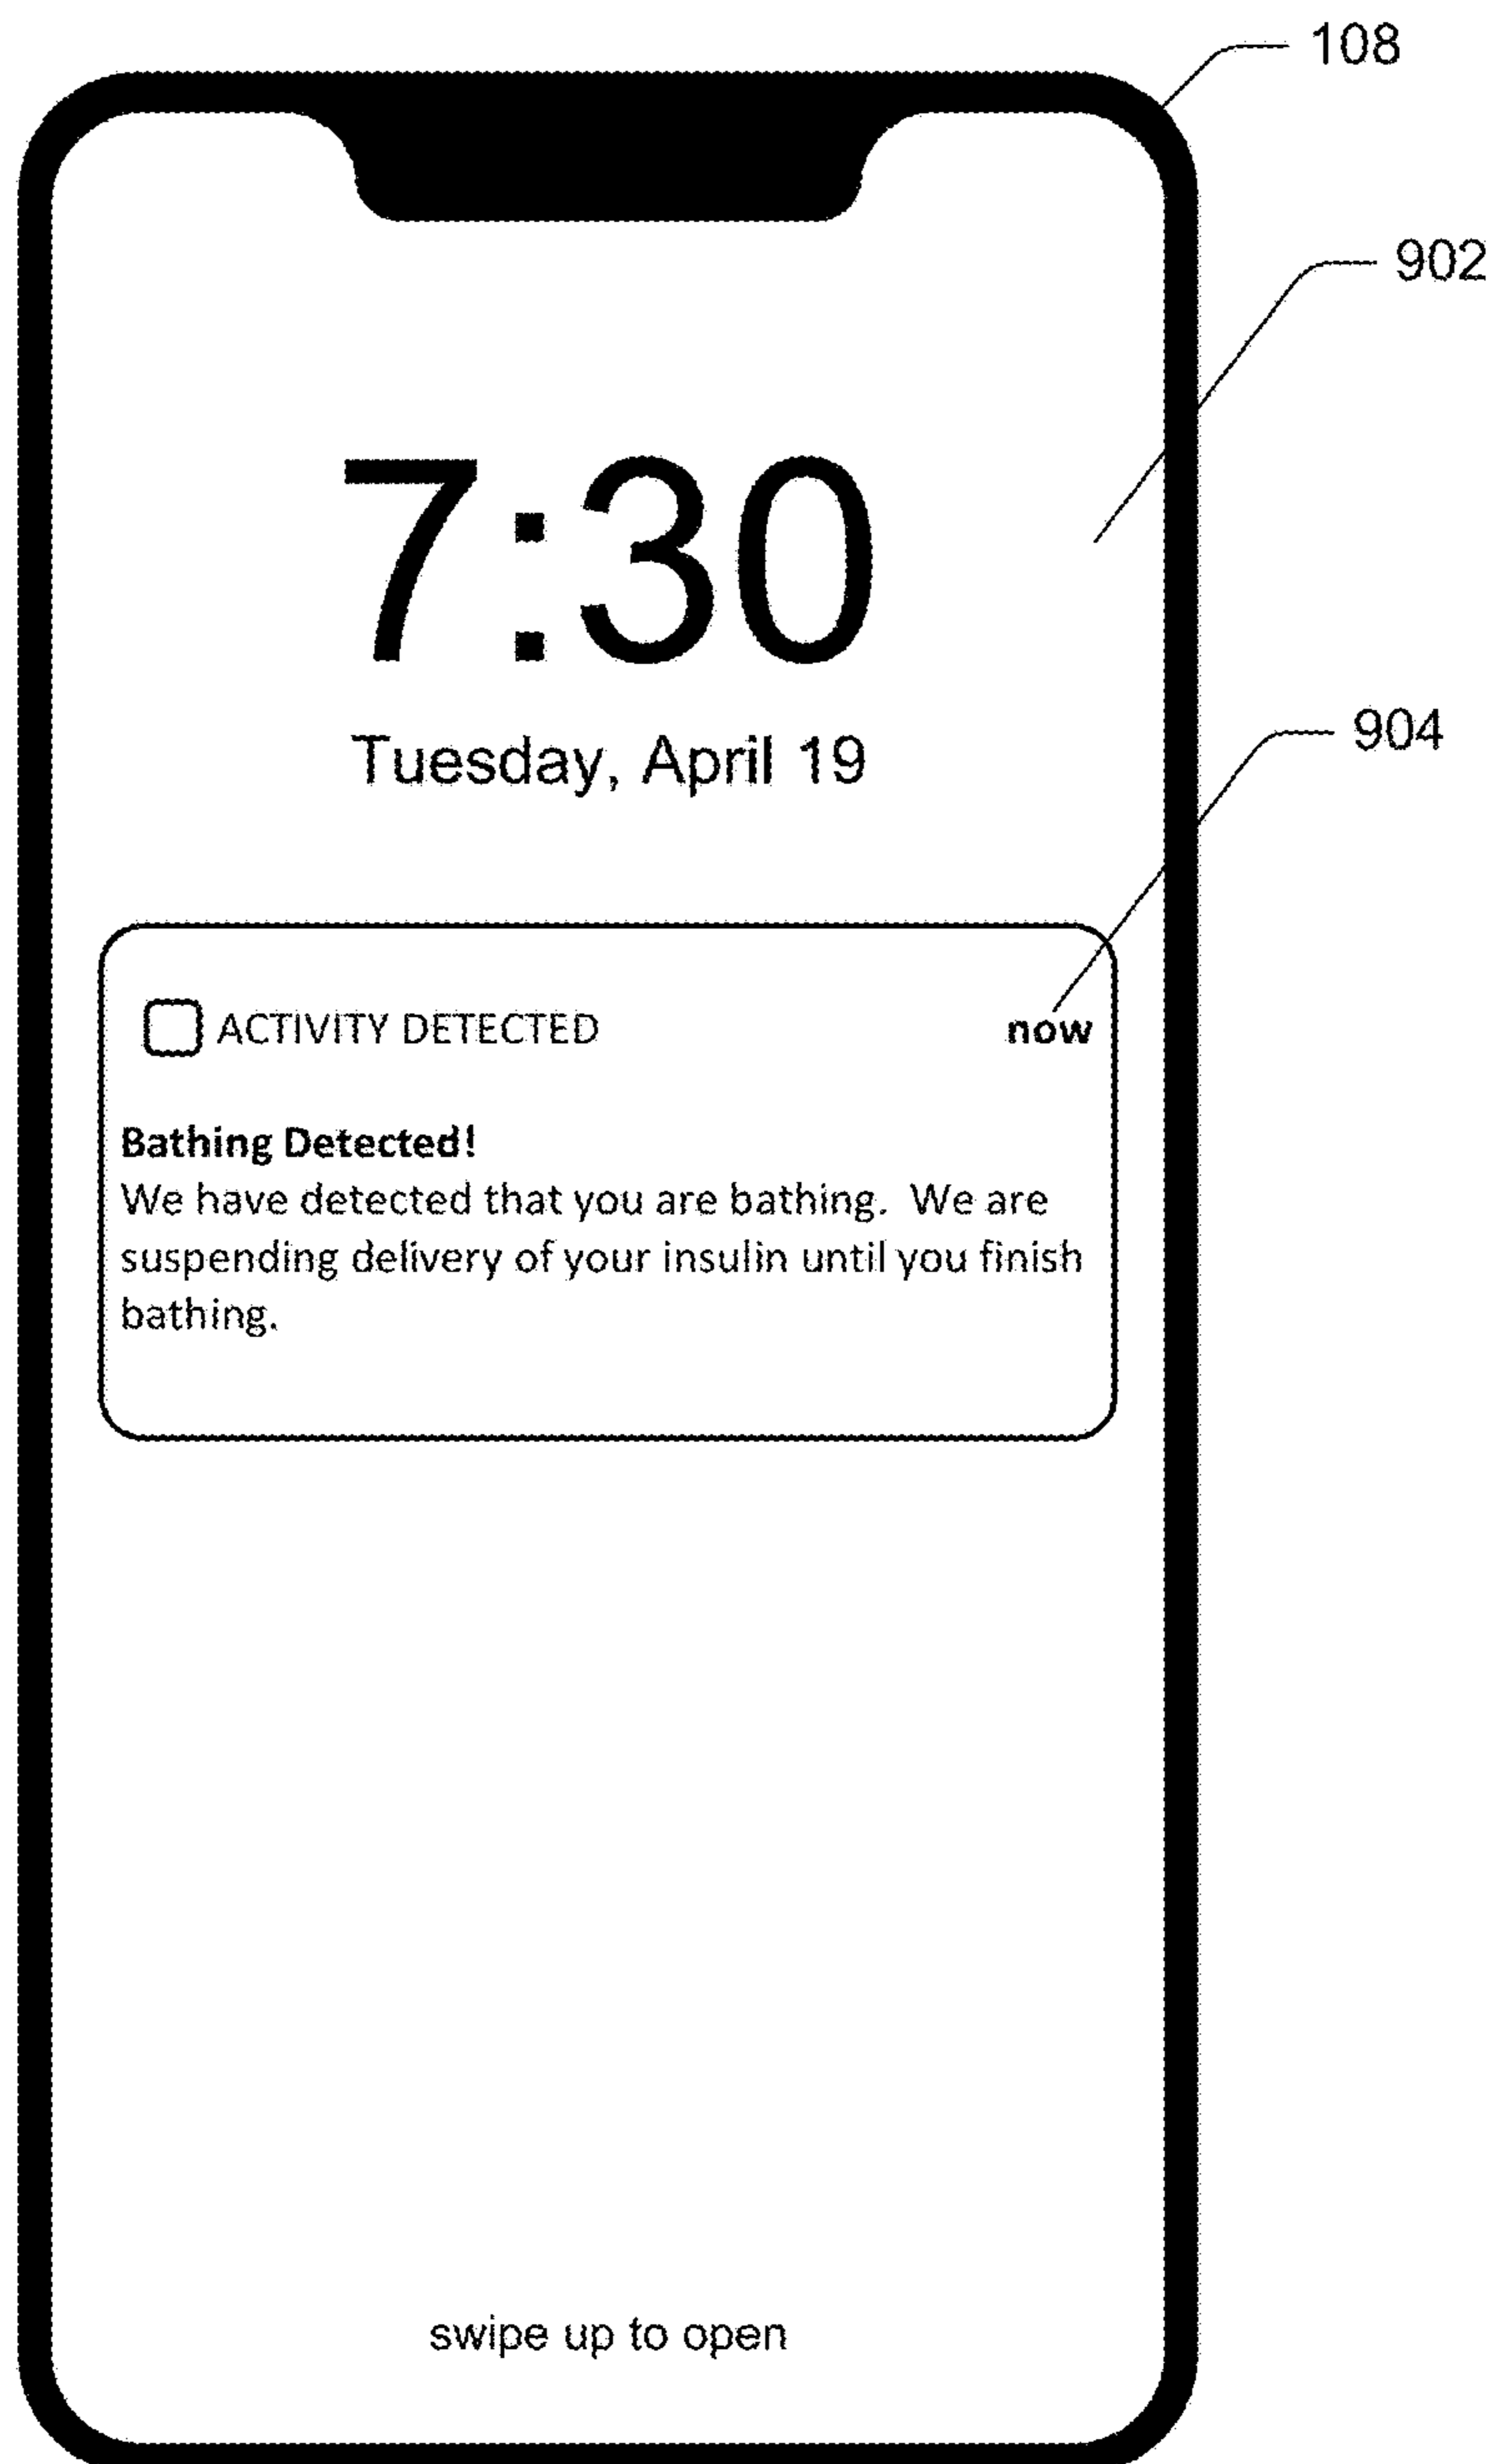 108
902
7:30
904
Tuesday, April 19
ACTIVITY DETECTED now
Bathing Detected!
We have detected that you are bathing.  We are
suspending delivery of your insulin until you finish
bathing.
swipe up to open